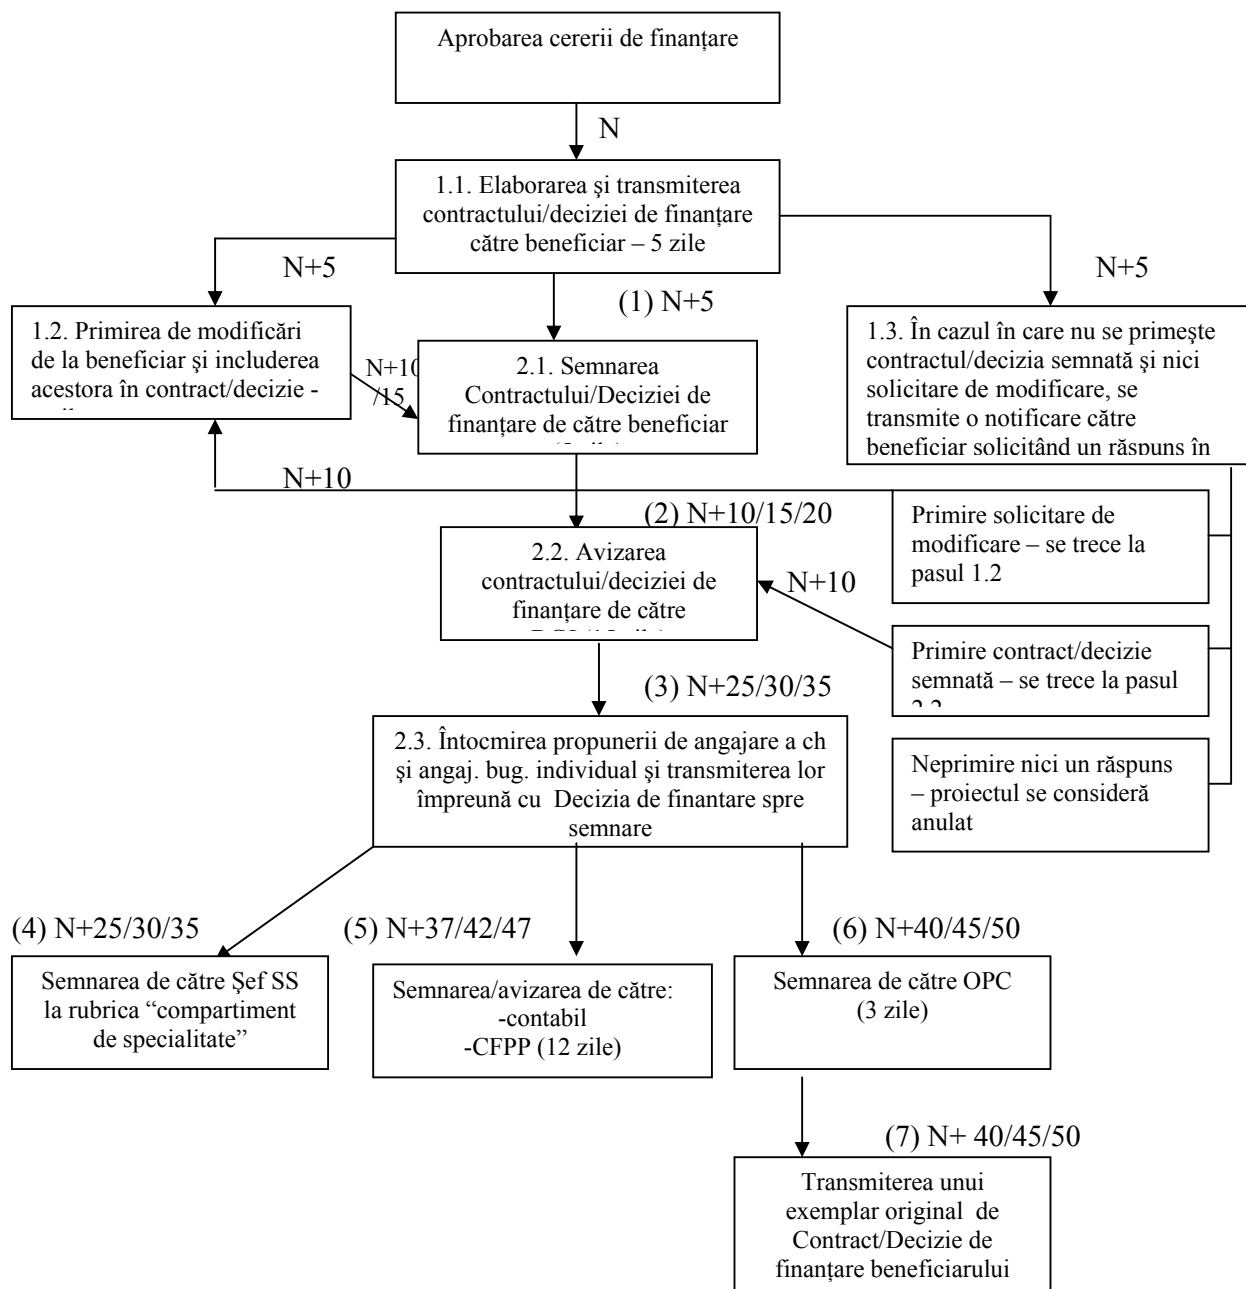 Aprobarea cererii de finanțare
N
1.1. Elaborarea şi transmiterea
contractului/deciziei de finanțare
către beneficiar – 5 zile
N+5
(1) N+5
N+5
1.2. Primirea de modificări
de la beneficiar şi includerea
acestora în contract/decizie -
N+10
/15
2.1. Semnarea
Contractului/Deciziei de
finanțare de către beneficiar
1.3. În cazul în care nu se primeşte
contractul/decizia semnată şi nici
solicitare de modificare, se
transmite o notificare către
beneficiar solicitând un răspuns în
N+10
(2) N+10/15/20
Primire solicitare de
modificare – se trece la
pasul 1.2
2.2. Avizarea
contractului/deciziei de
finanțare de către
N+10
Primire contract/decizie
semnată – se trece la pasul
(3) N+25/30/35
2.3. Întocmirea propunerii de angajare a ch
şi angaj. bug. individual şi transmiterea lor
împreună cu Decizia de finantare spre
semnare
Neprimire nici un răspuns
– proiectul se consideră
anulat
(4) N+25/30/35
(5) N+37/42/47
(6) N+40/45/50
Semnarea de către Şef SS
la rubrica “compartiment
de specialitate”
Semnarea/avizarea de către:
-contabil
-CFPP (12 zile)
Semnarea de către OPC
(3 zile)
(7) N+ 40/45/50
Transmiterea unui
exemplar original de
Contract/Decizie de
finanțare beneficiarului